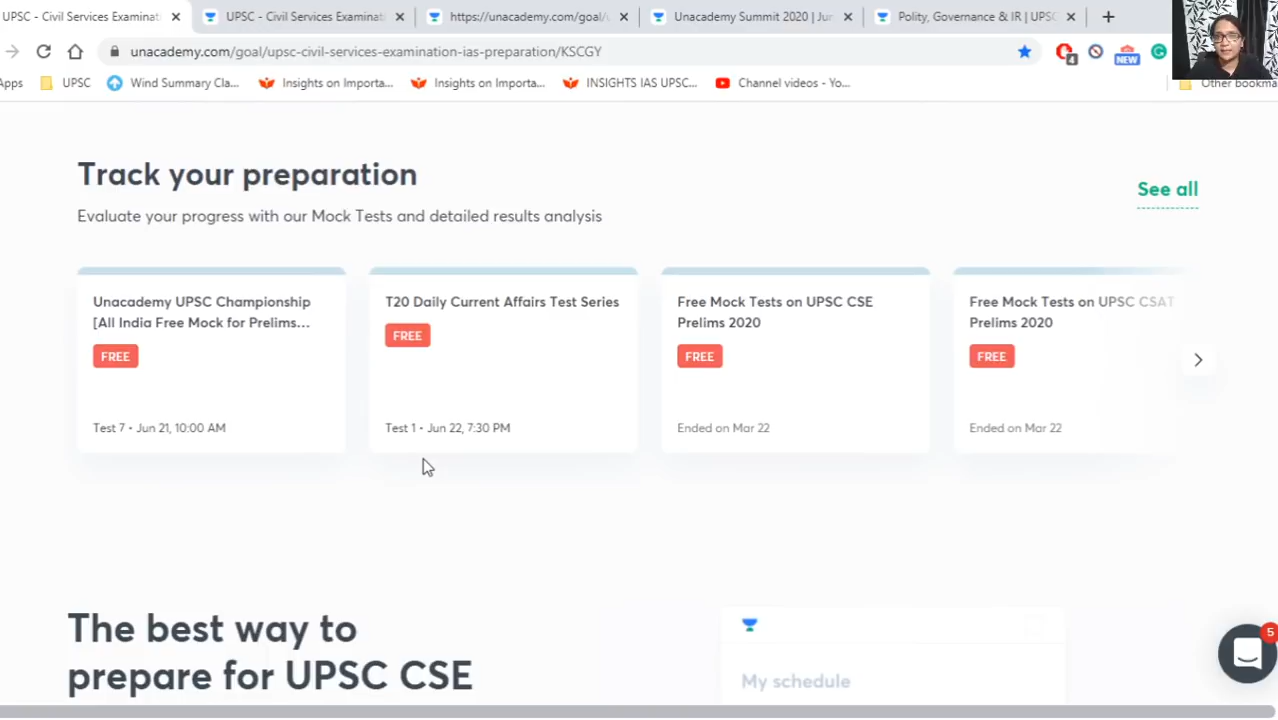 UPSC - Civil Services Examinati
UPSC - Civil Services Examinati
https://unacademy.com/goal/
Unacademy Summit 2020 | Jun
Polity, Governance & IR | UPSC
unacademy.com/goal/upsc-civil-services-examination-ias-preparation/KSCGY
4
NEW
Apps
UPSC
Wind Summary Cla...
Insights on Importa...
Insights on Importa...
INSIGHTS IAS UPSC...
Channel videos - Yo...
Other bookma
Track your preparation
See all
Evaluate your progress with our Mock Tests and detailed results analysis
Unacademy UPSC Championship
[All India Free Mock for Prelims...
FREE
Test 7 • Jun 21, 10:00 AM
T20 Daily Current Affairs Test Series
FREE
Test 1 • Jun 22, 7:30 PM
Free Mock Tests on UPSC CSE
Prelims 2020
FREE
Ended on Mar 22
Free Mock Tests on UPSC CSAT
Prelims 2020
FREE
Ended on Mar 22
The best way to
prepare for UPSC CSE
My schedule
5